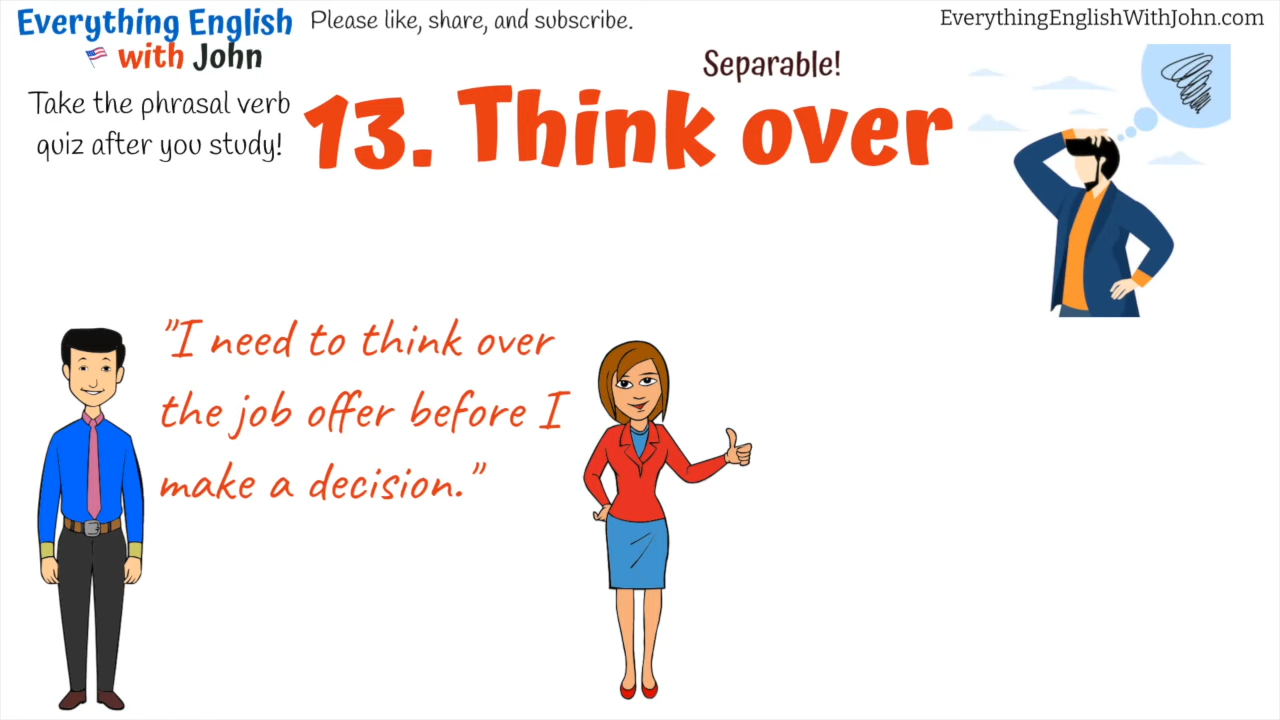 Everything English
with John
Please like, share, and subscribe.
EverythingEnglishWithJohn.com
Take the phrasal verb
quiz after you study!
Separable!
13. Think over
"I need to think over
the job offer before I
make a decision."